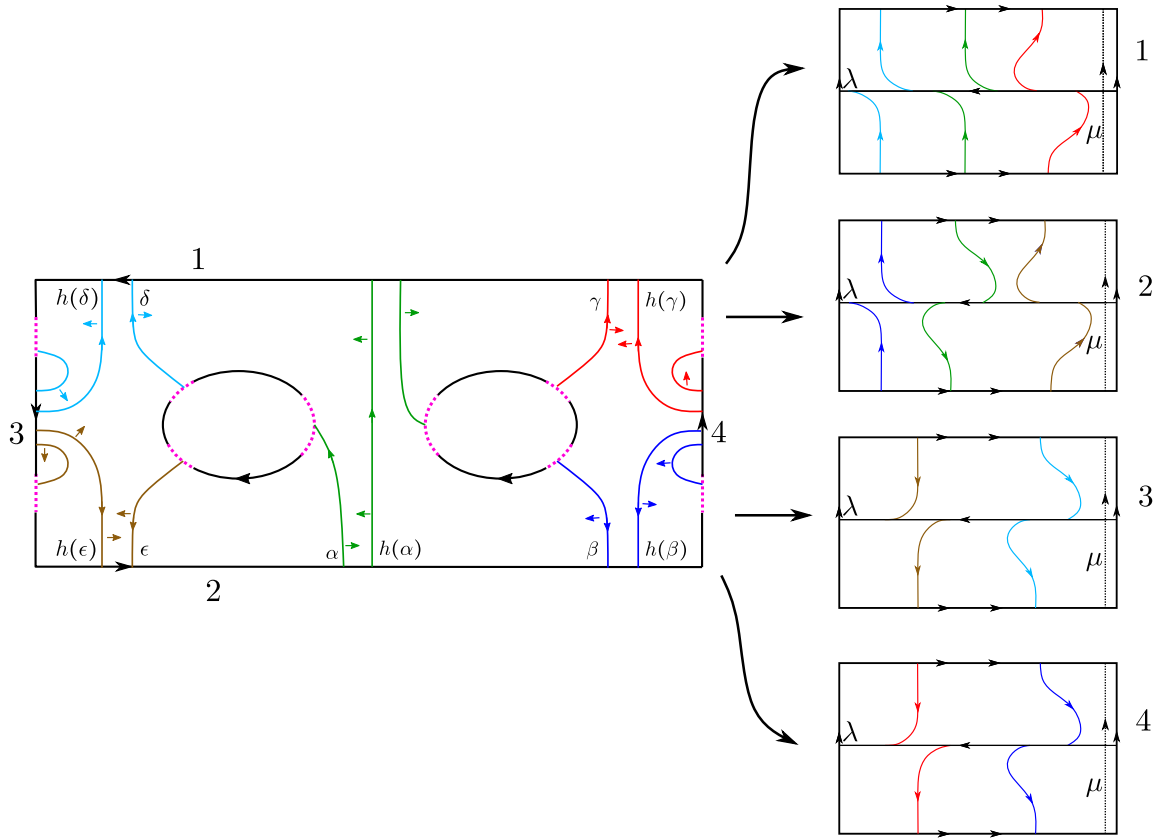 1
h(δ) δ γ h(γ)
3 4
h(ϵ) ϵ α h(α) β h(β)
2
λ 1
μ
λ 2
μ
λ 3
μ
λ 4
μ